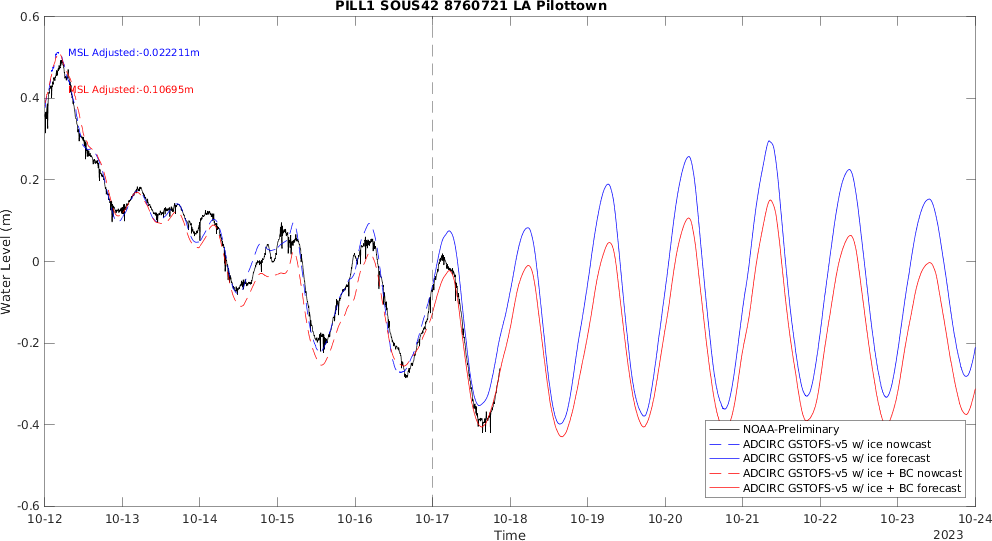 PILL1 SOUS42 8760721 LA Pilottown
Water Level (m)
0.6
0.4
0.2
0
-0.2
-0.4
-0.6
MSL Adjusted:-0.022211m
MSL Adjusted:-0.10695m
NOAA-Preliminary
ADCIRC GSTOFS-v5 w/ ice nowcast
ADCIRC GSTOFS-v5 w/ ice forecast
ADCIRC GSTOFS-v5 w/ ice + BC nowcast
ADCIRC GSTOFS-v5 w/ ice + BC forecast
10-12 10-13 10-14 10-15 10-16 10-17 10-18 10-19 10-20 10-21 10-22 10-23 10-24
Time
2023